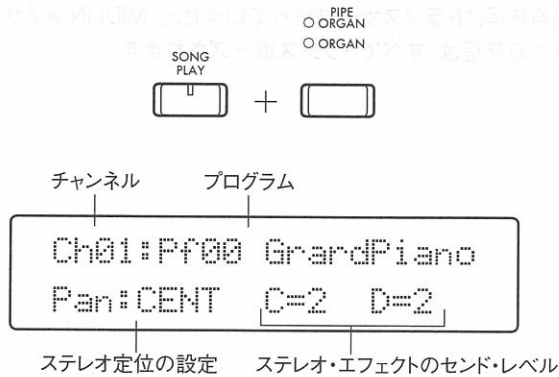 PIPE
ORGAN
ORGAN
SONG
PLAY
+
チャンネル プログラム
Ch01:Pf00 GrandPiano
Pan:CENT C=2 D=2
ステレオ定位の設定 ステレオ・エフェクトのセンド・レベル